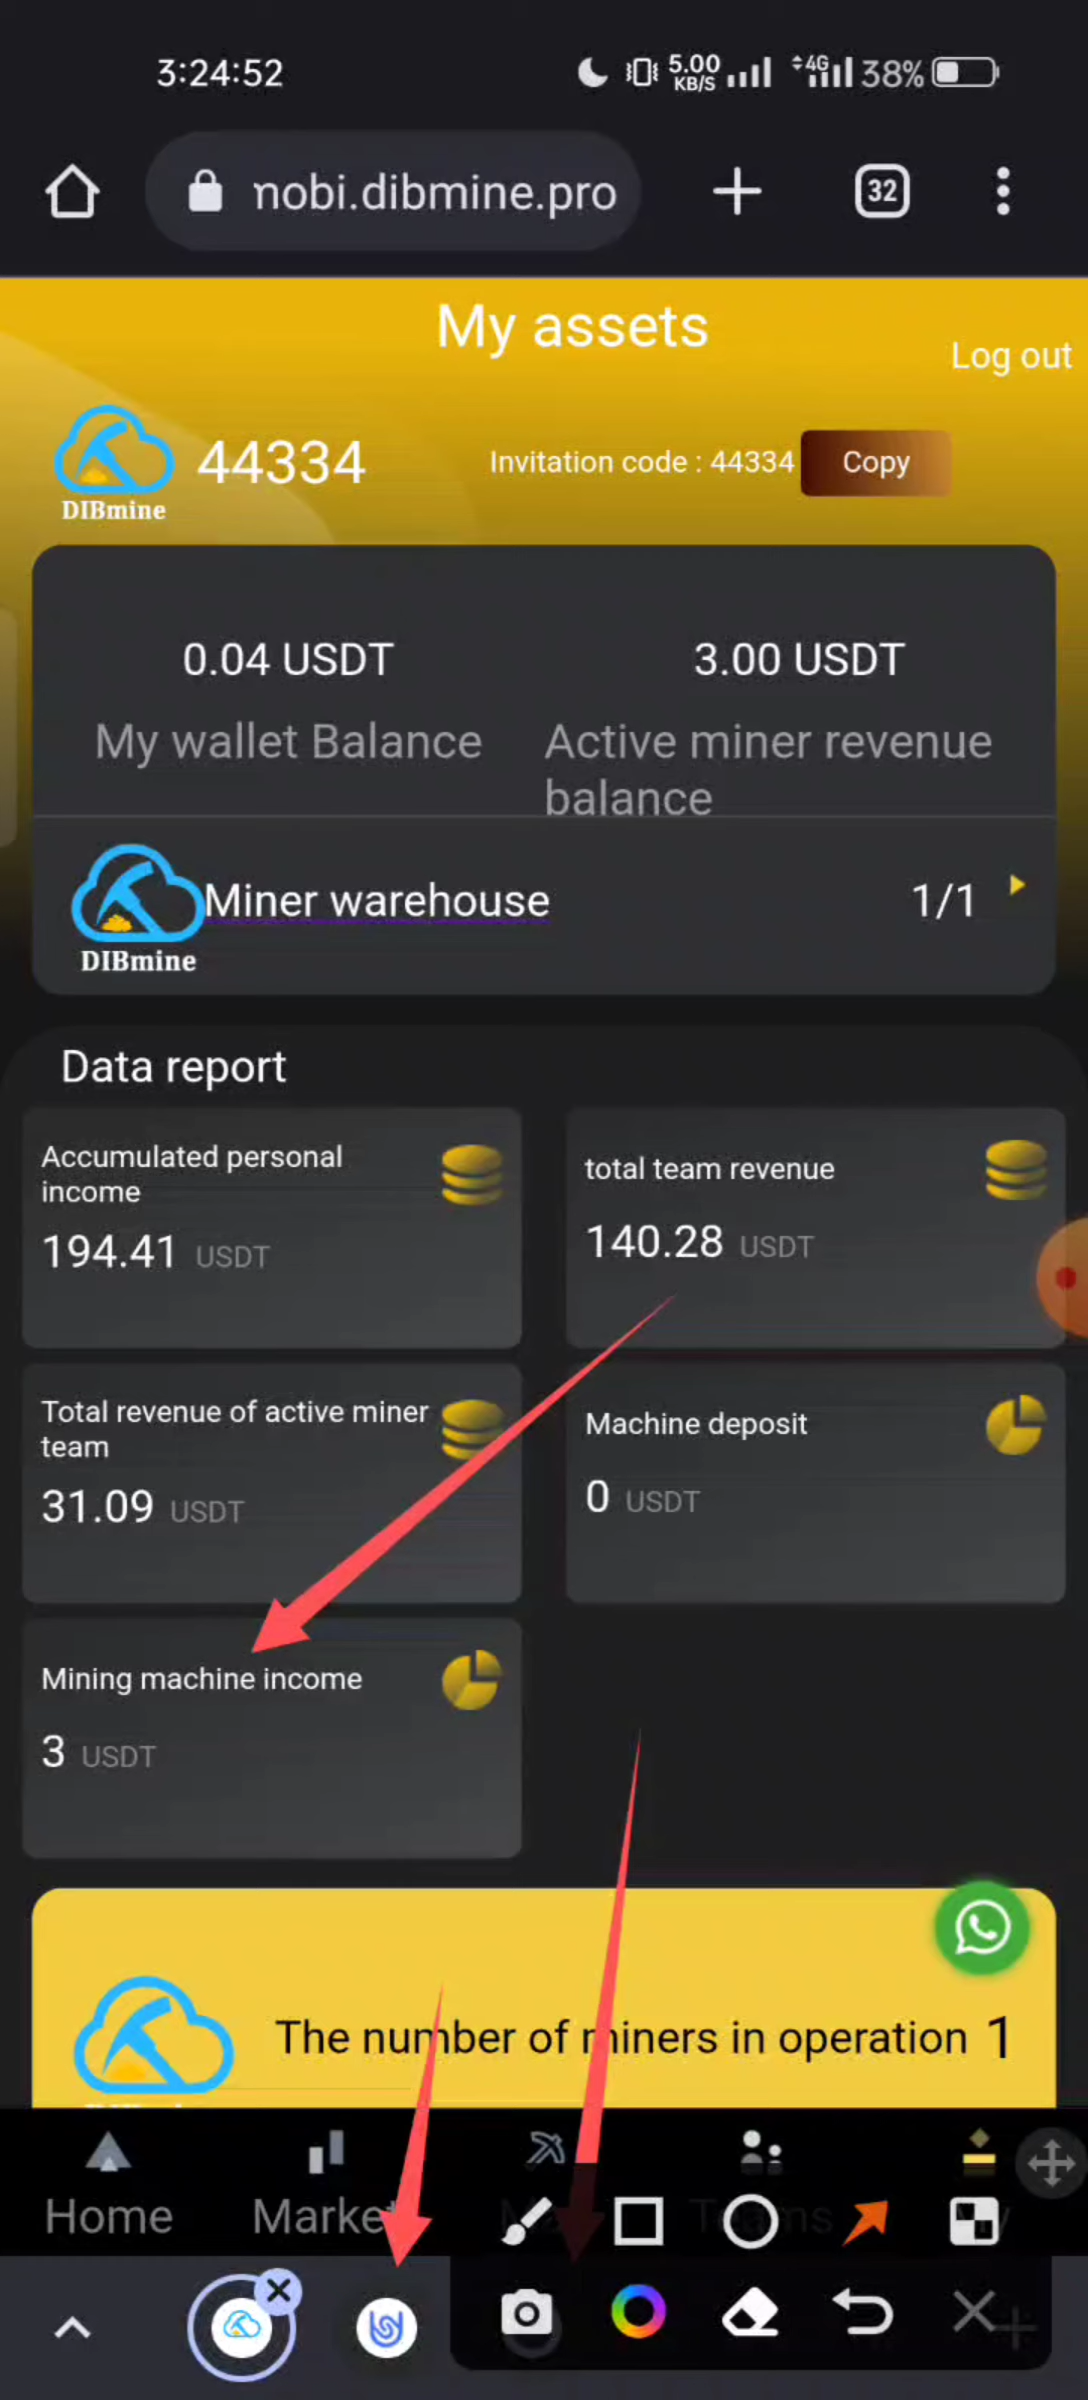 3:24:52
5.00 KB/S
4G
38%
nobi.dibmine.pro
32
My assets
Log out
44334
Invitation code : 44334
Copy
DIBmine
0.04 USDT
3.00 USDT
My wallet Balance
Active miner revenue
balance
Miner warehouse
1/1
DIBmine
Data report
Accumulated personal
income
194.41 USDT
total team revenue
140.28 USDT
Total revenue of active miner
team
31.09 USDT
Machine deposit
0 USDT
Mining machine income
3 USDT
The number of miners in operation 1
Home
Market
Teams